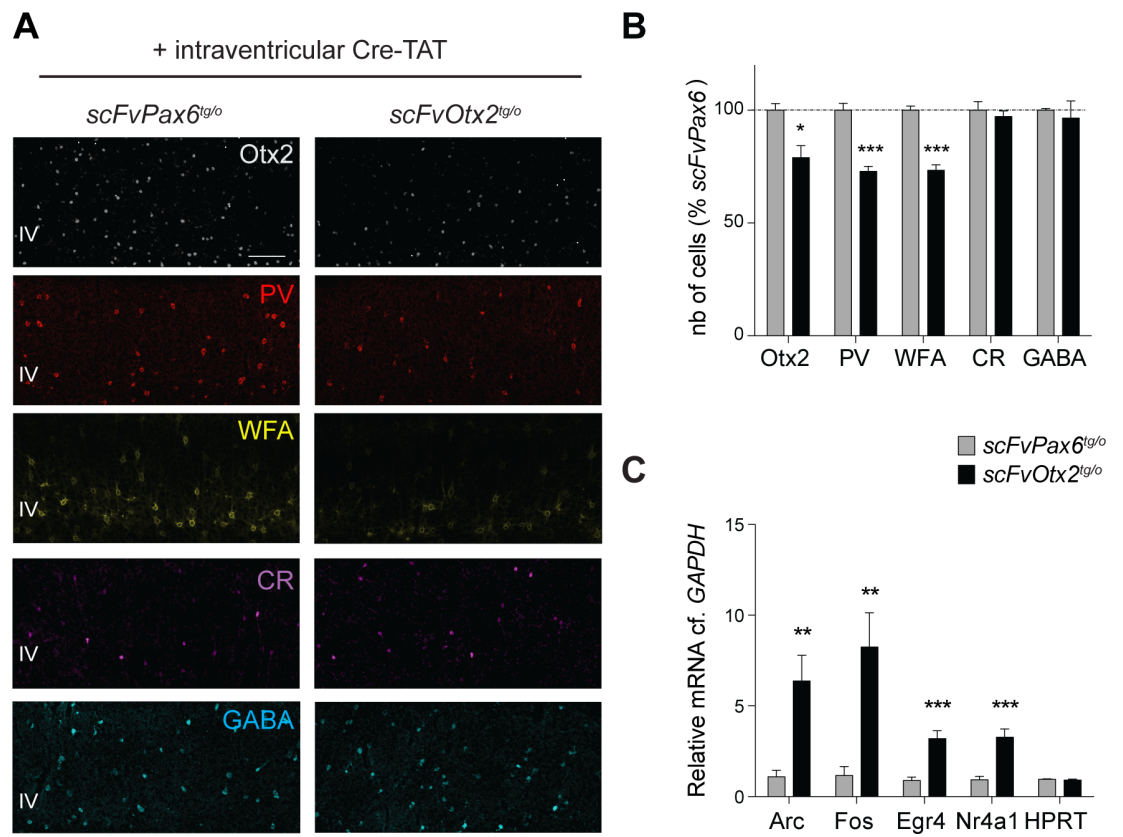 A
+ intraventricular Cre-TAT
scFvPax6tg/o
scFvOtx2tg/o
Otx2
IV
PV
IV
WFA
IV
CR
IV
GABA
IV
B
nb of cells (% scFvPax6)
100
50
0
*
***
***
Otx2 PV WFA CR GABA
scFvPax6tg/o
scFvOtx2tg/o
C
Relative mRNA cf. GAPDH
15
10
5
0
**
**
***
***
Arc Fos Egr4 Nr4a1 HPRT